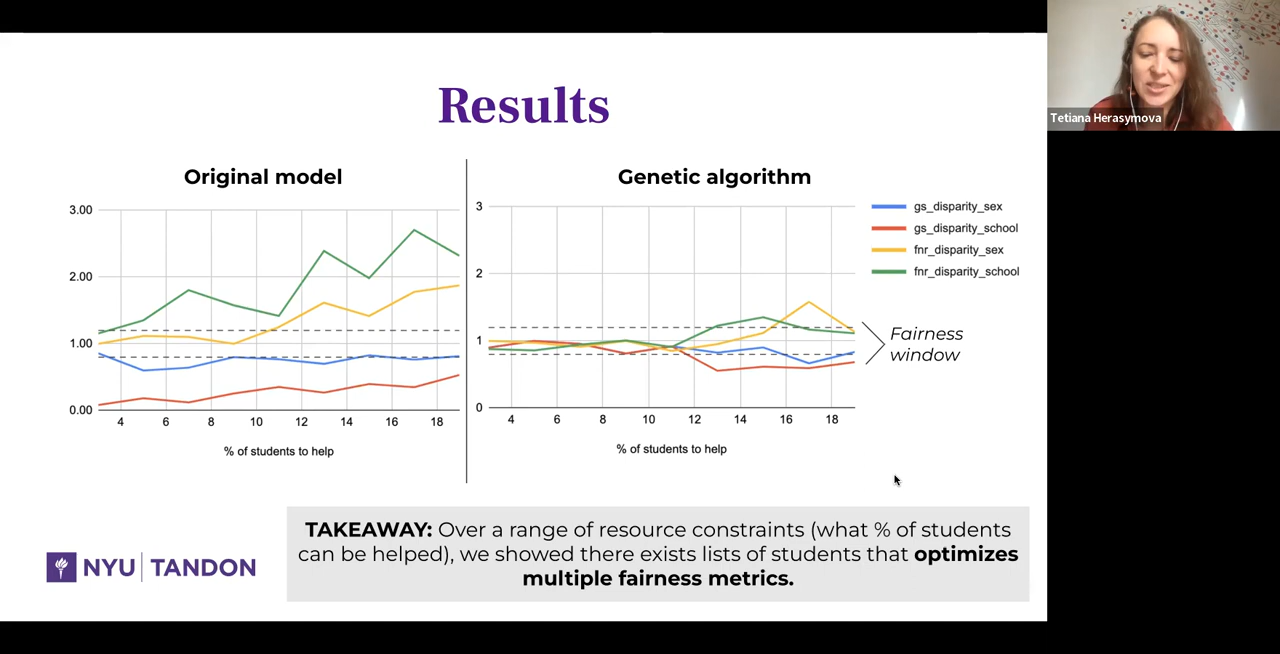 Results
Tetiana Herasymova
Original model
Genetic algorithm
3.00
2.00
1.00
0.00
4 6 8 10 12 14 16 18
% of students to help
3
2
1
0
4 6 8 10 12 14 16 18
% of students to help
gs_disparity_sex
gs_disparity_school
fnr_disparity_sex
fnr_disparity_school
Fairness
window
TAKEAWAY: Over a range of resource constraints (what % of students
can be helped), we showed there exists lists of students that optimizes
multiple fairness metrics.
NYU TANDON